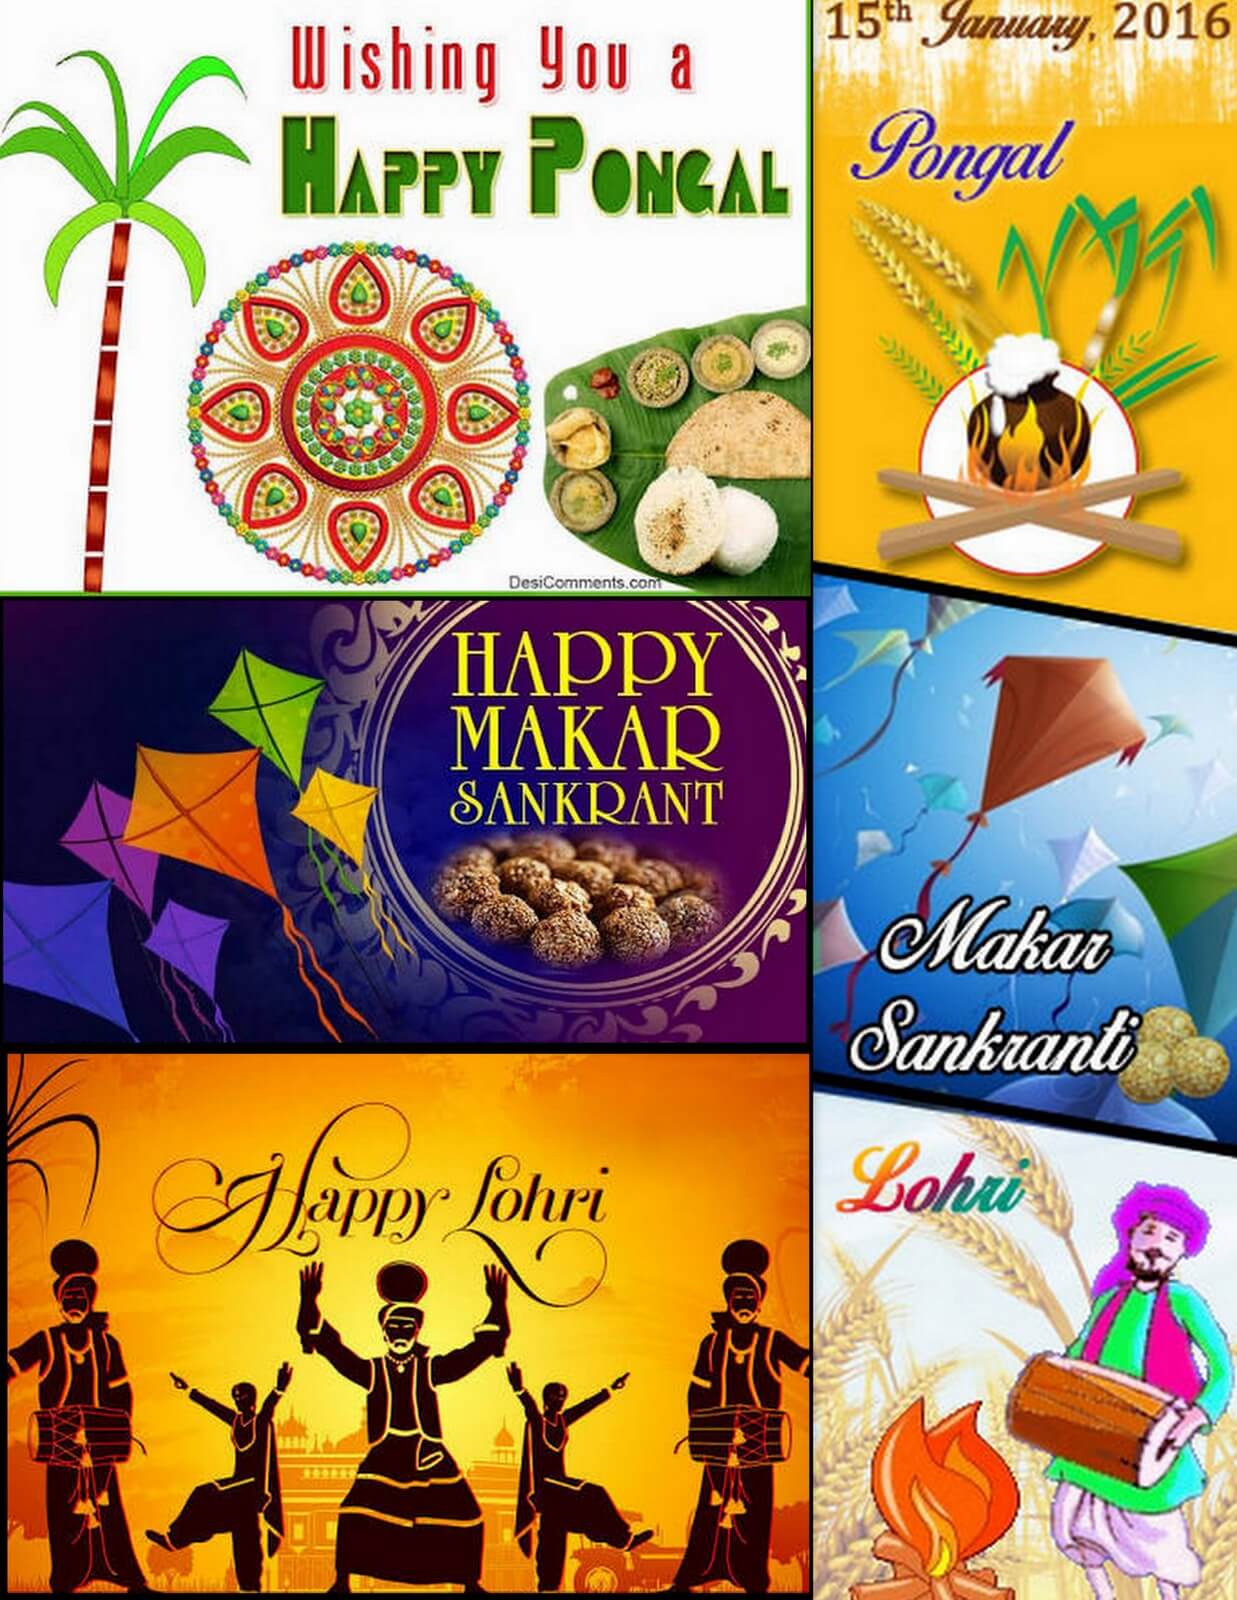 Wishing You a
HAPPY PONGAL
DesiComments.com
15th January, 2016
Pongal
HAPPY
MAKAR
SANKRANT
Makar
Sankranti
Happy Lohri
Lohri